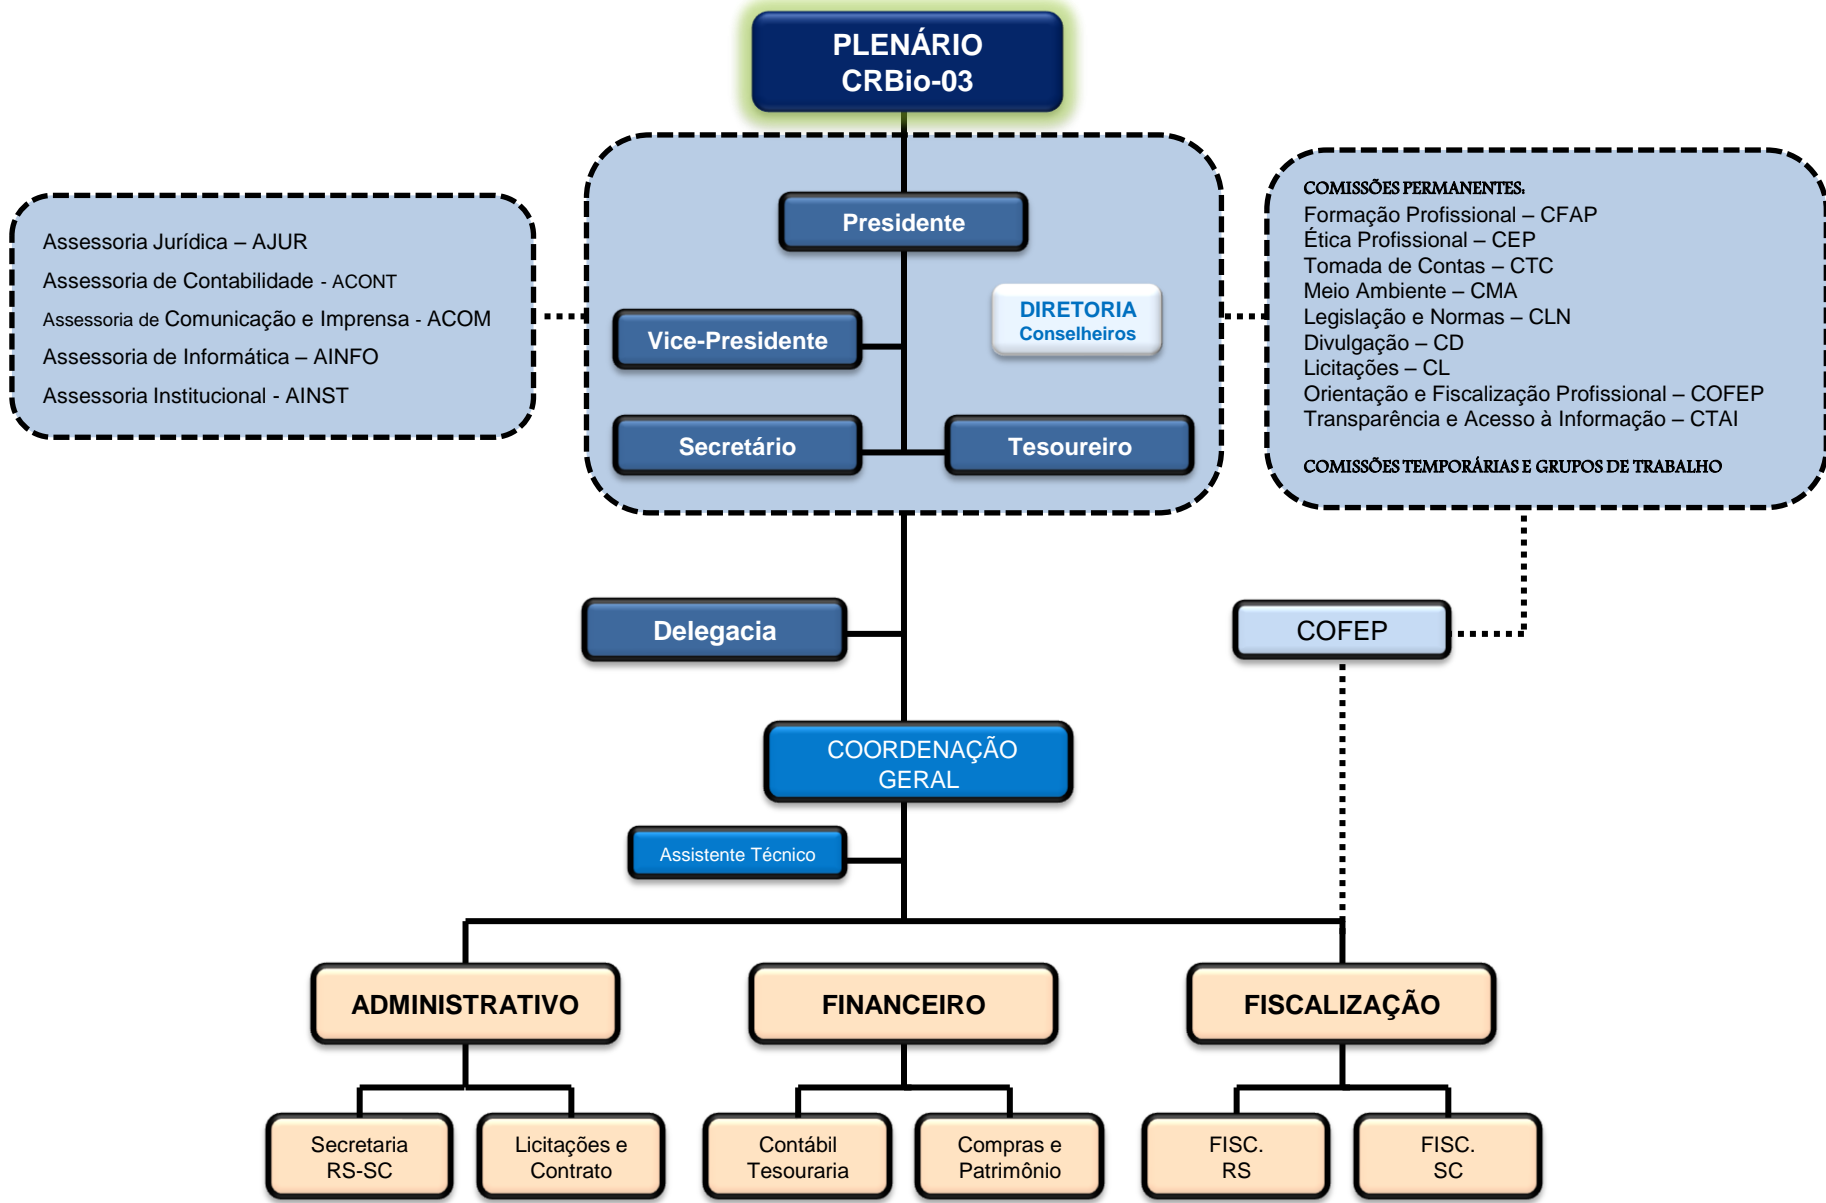 PLENÁRIO
CRBio-03
Assessoria Jurídica – AJUR
Assessoria de Contabilidade - ACONT
Assessoria de Comunicação e Imprensa - ACOM
Assessoria de Informática – AINFO
Assessoria Institucional - AINST
Presidente
DIRETORIA
Conselheiros
Vice-Presidente
Secretário
Tesoureiro
COMISSÕES PERMANENTES:
Formação Profissional – CFAP
Ética Profissional – CEP
Tomada de Contas – CTC
Meio Ambiente – CMA
Legislação e Normas – CLN
Divulgação – CD
Licitações – CL
Orientação e Fiscalização Profissional – COFEP
Transparência e Acesso à Informação – CTAI
COMISSÕES TEMPORÁRIAS E GRUPOS DE TRABALHO
Delegacia
COFEP
COORDENAÇÃO
GERAL
Assistente Técnico
ADMINISTRATIVO
FINANCEIRO
FISCALIZAÇÃO
Secretaria
RS-SC
Licitações e
Contrato
Contábil
Tesouraria
Compras e
Patrimônio
FISC.
RS
FISC.
SC